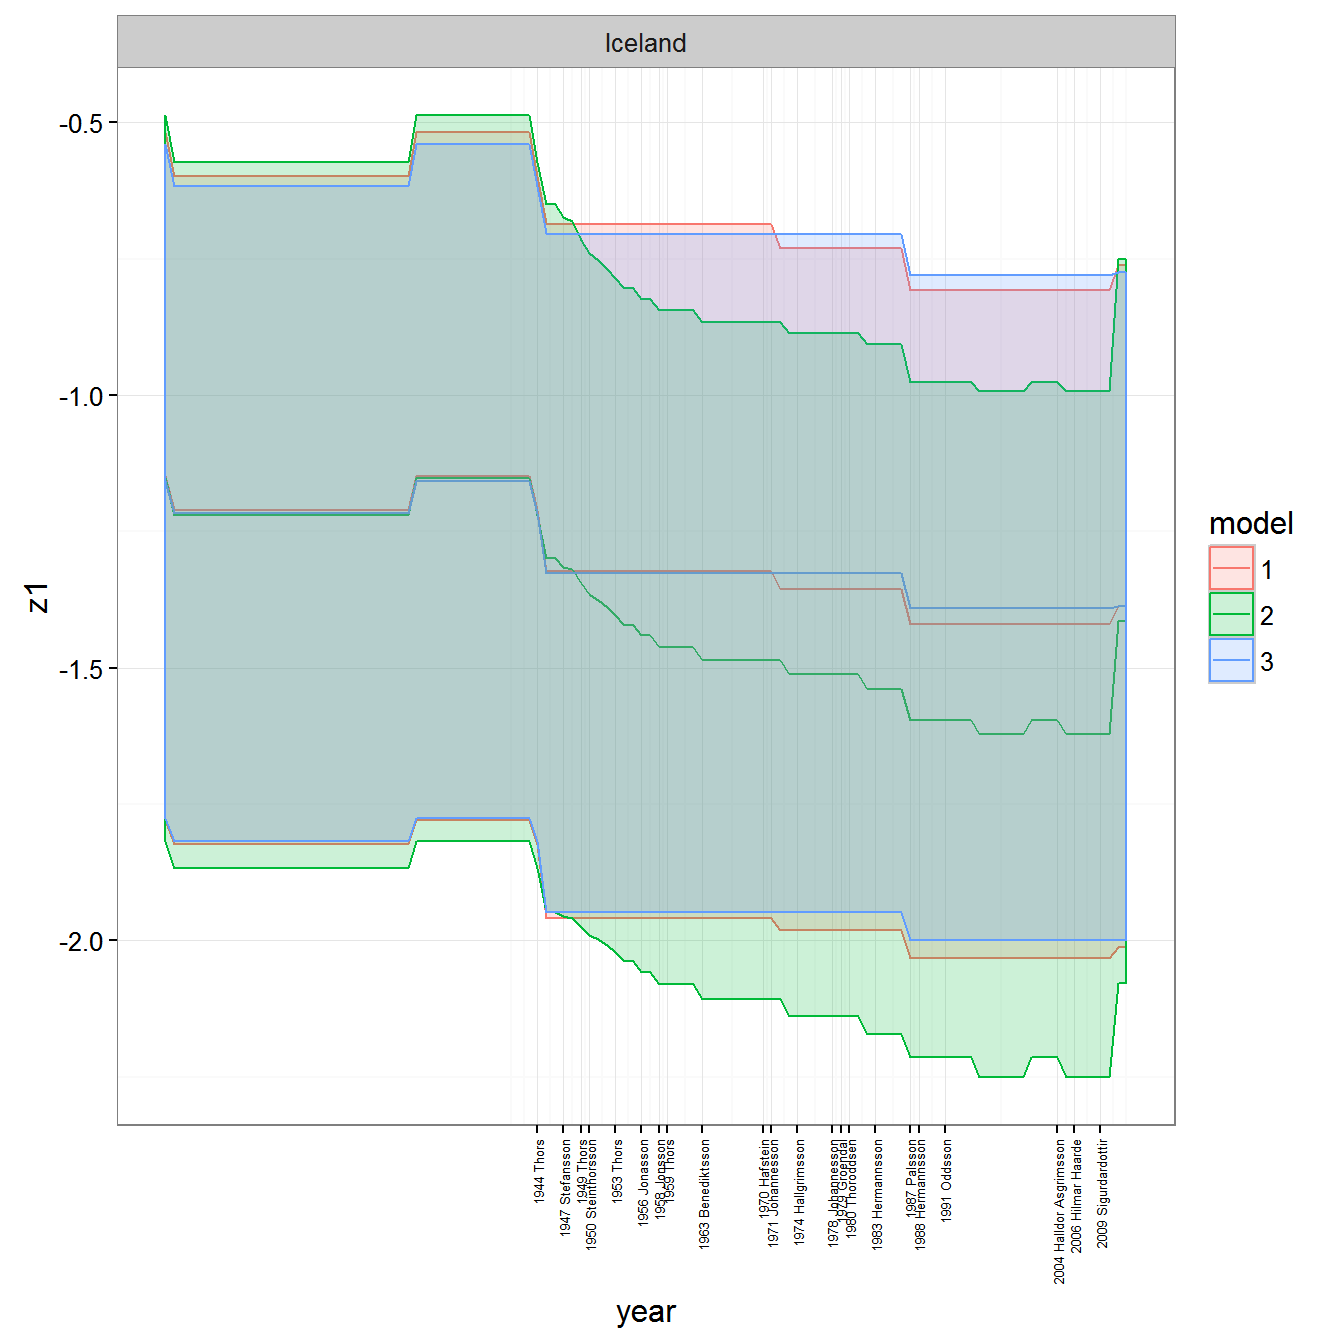 Iceland
-0.5
-1.0
-1.5
-2.0
z1
1944 Thors
1947 Stefansson
1949 Thors
1950 Steinthorsson
1953 Thors
1956 Jonasson
1958 Jonsson
1959 Thors
1963 Benediktsson
1970 Hafstein
1971 Johannesson
1974 Hallgrimsson
1978 Johannesson
1979 Groendal
1980 Thoroddsen
1983 Hermannsson
1987 Palsson
1988 Hermannsson
1991 Oddsson
2004 Halldor Asgrimsson
2006 Hilmar Haarde
2009 Sigurdardottir
year
model
1
2
3